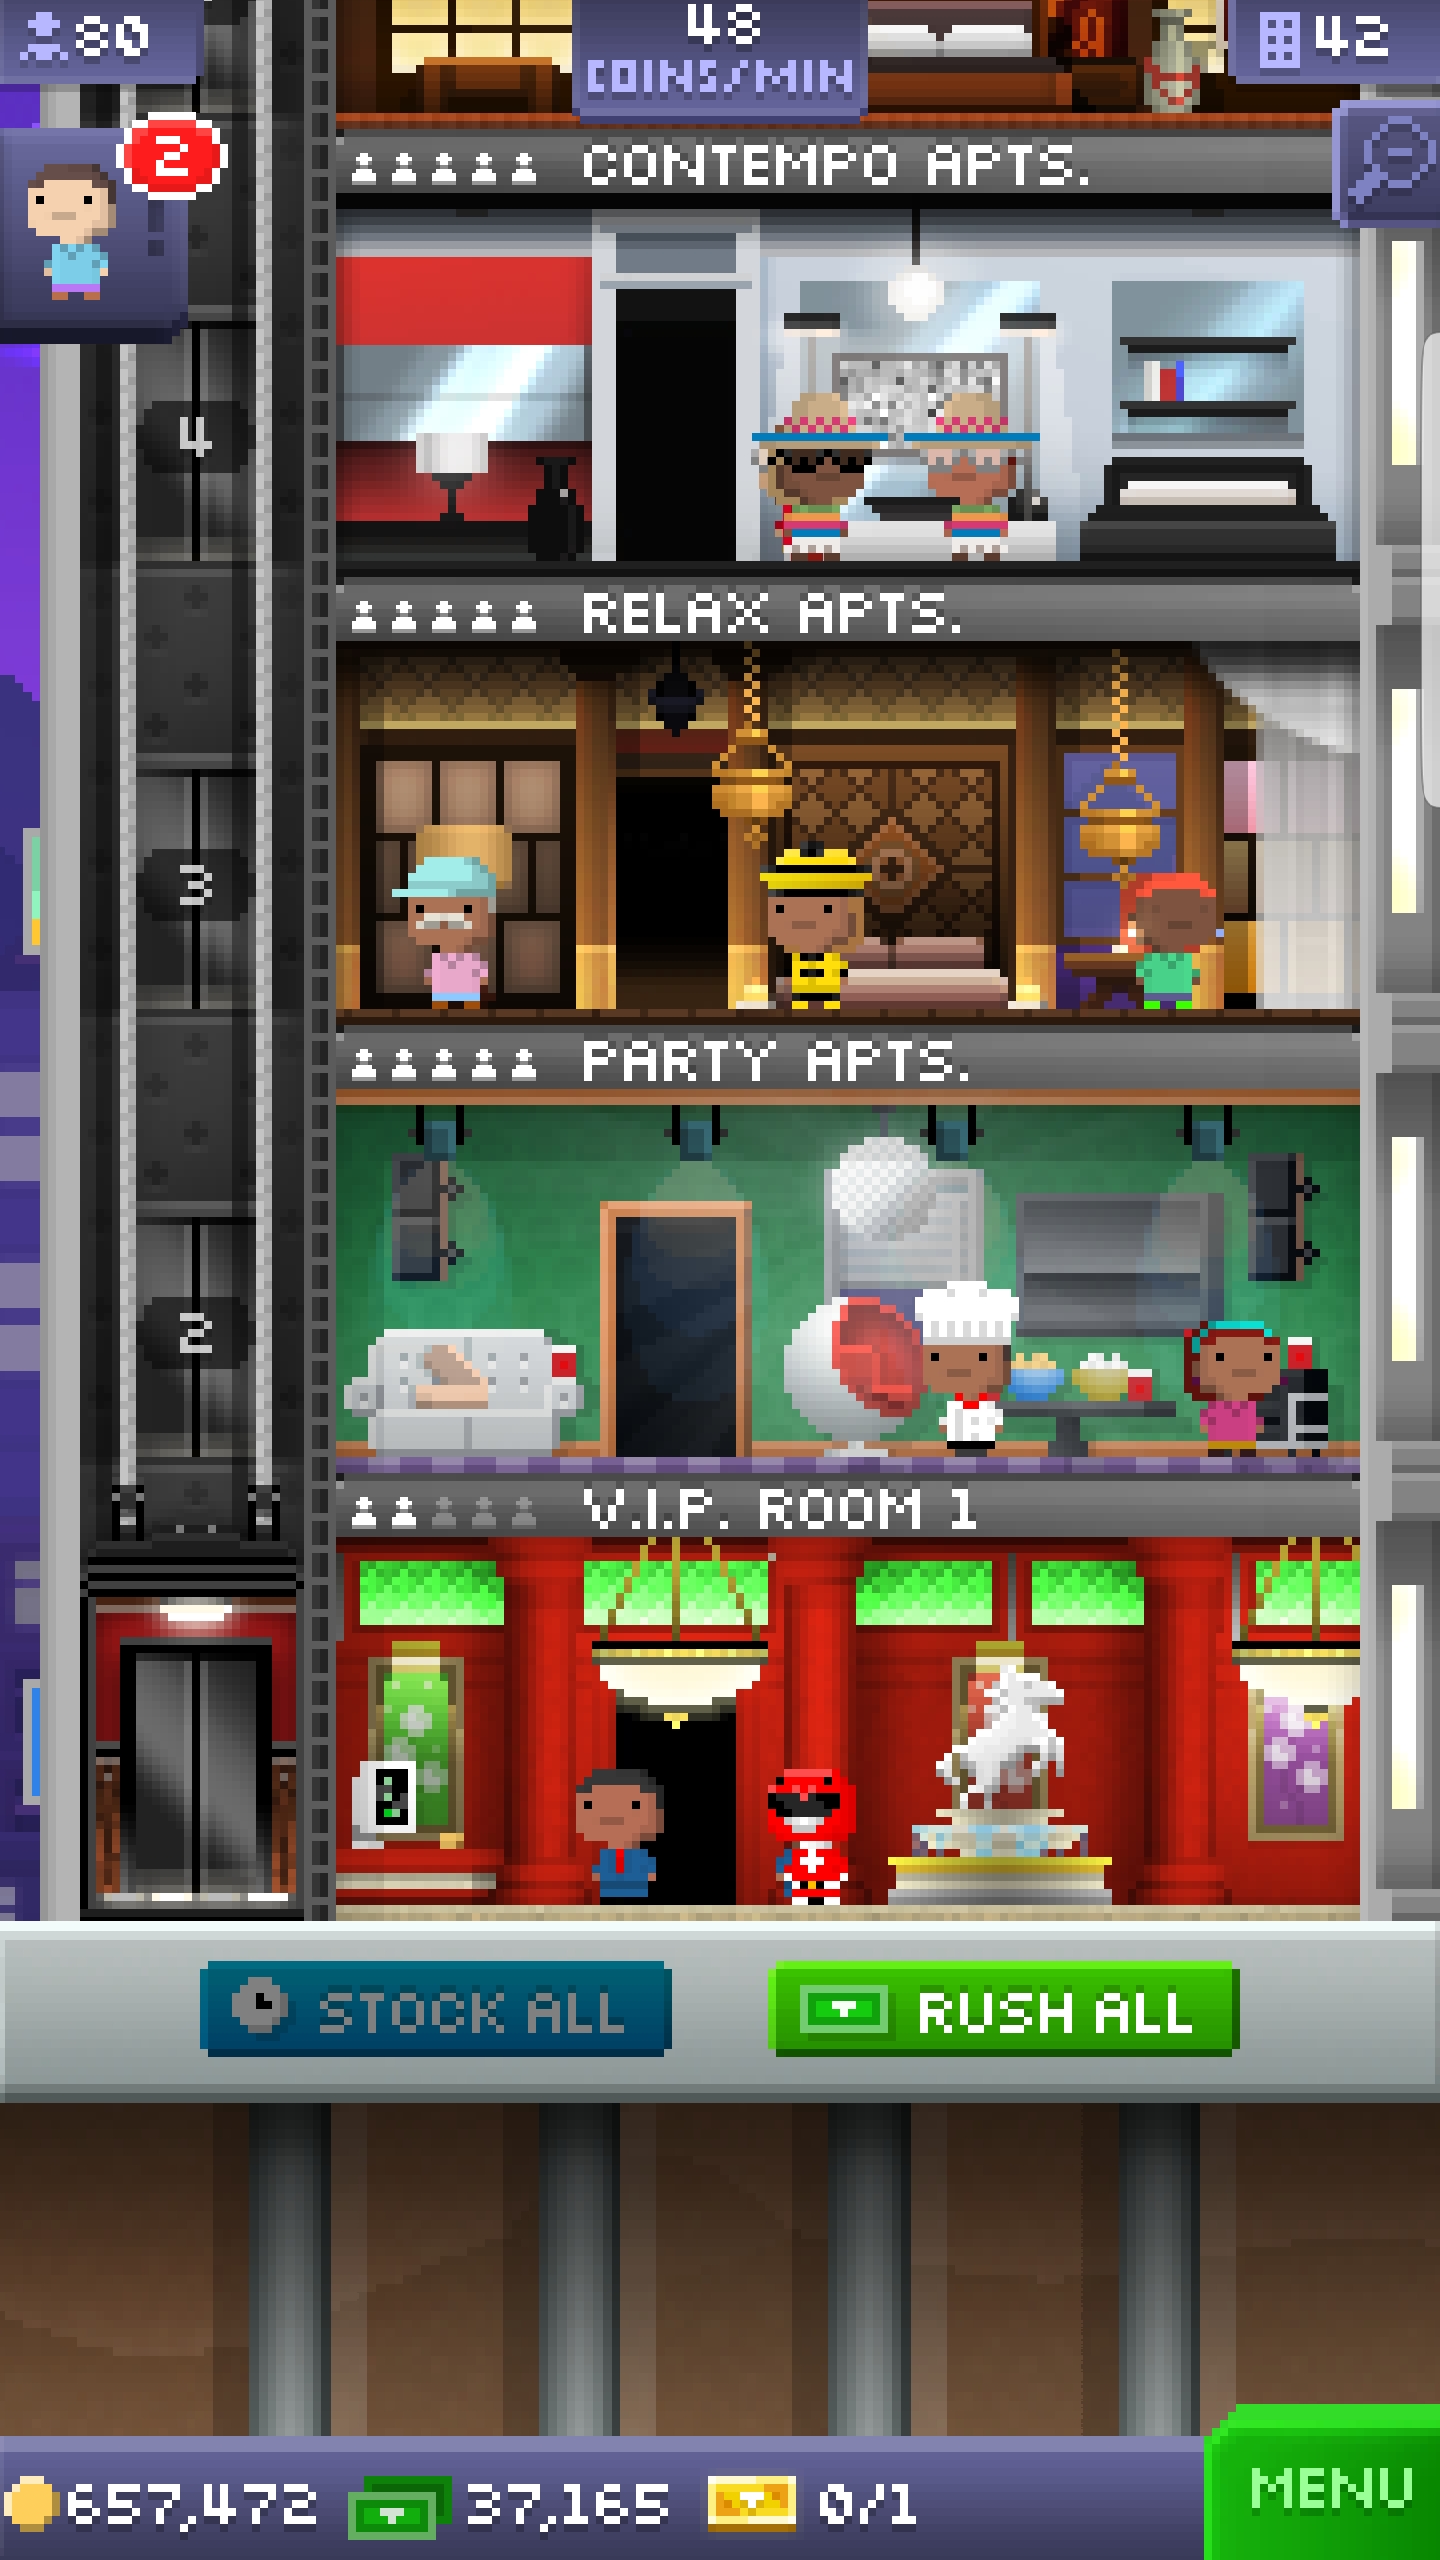 80
48
COINS/MIN
42
2
CONTEMPO APTS.
4
RELAX APTS.
3
PARTY APTS.
2
V.I.P. ROOM 1
STOCK ALL
RUSH ALL
657,472
37,165
0/1
MENU